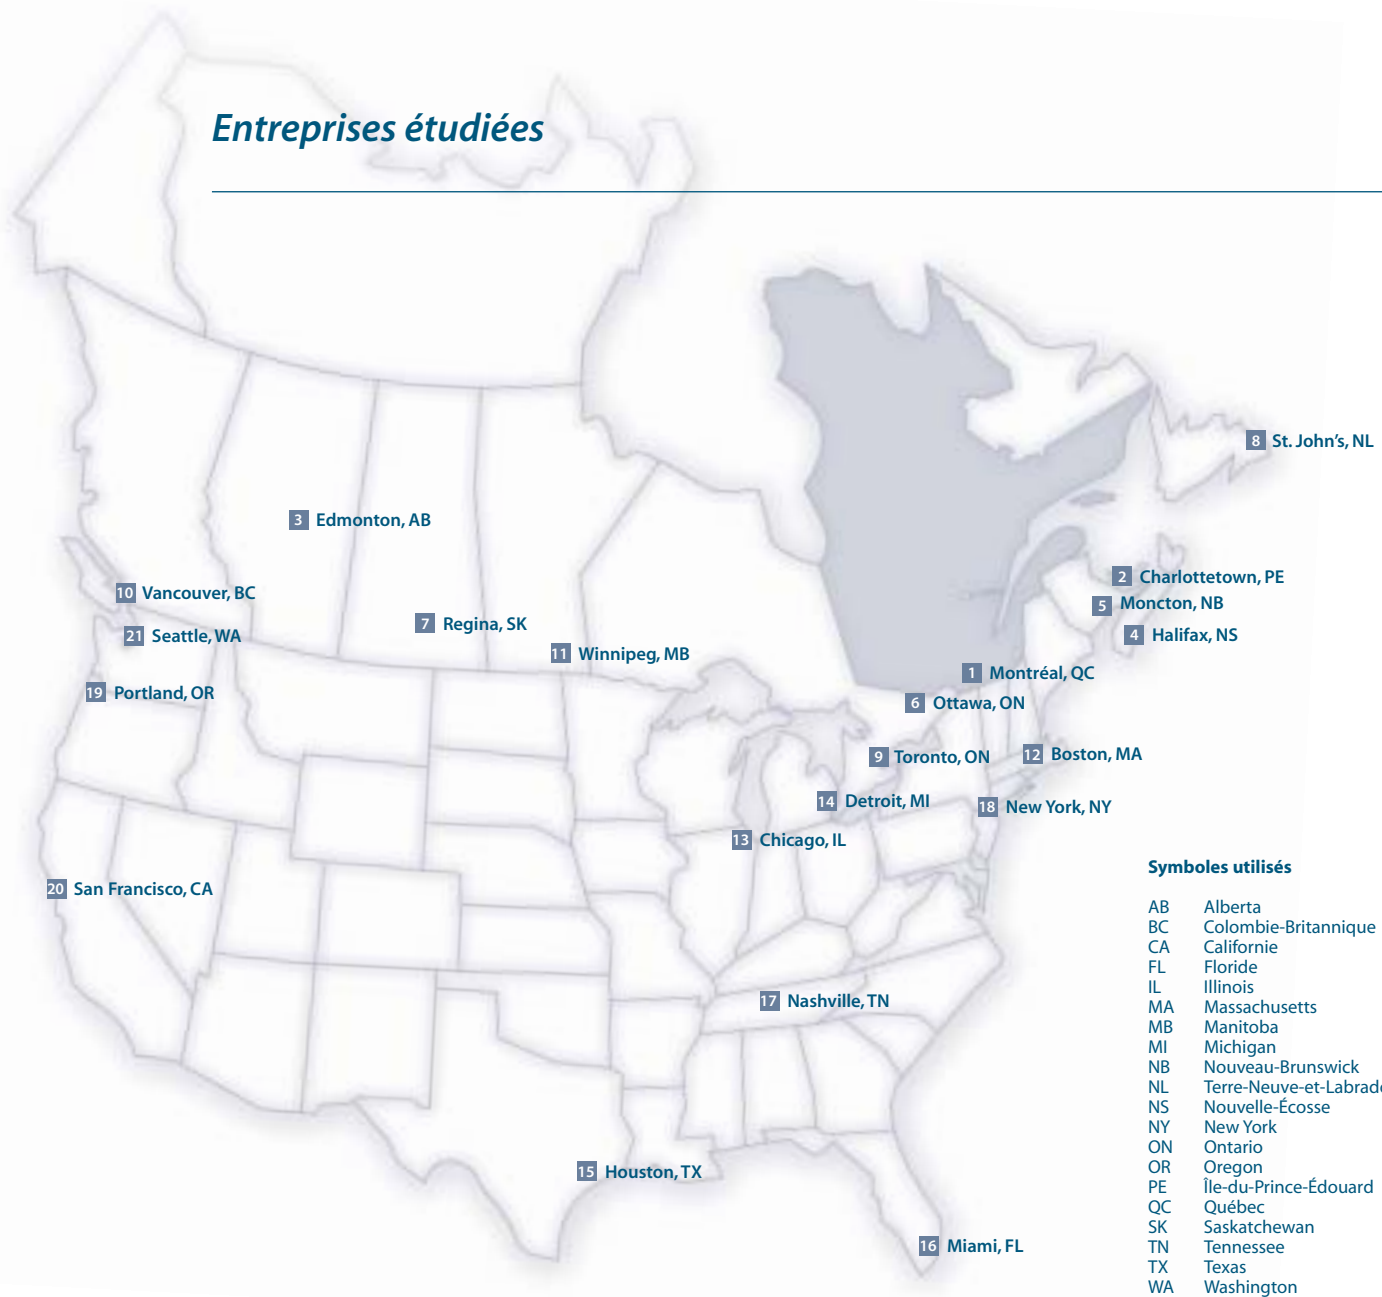 Entreprises étudiées
8 St. John's, NL
3 Edmonton, AB
2 Charlottetown, PE
10 Vancouver, BC
5 Moncton, NB
7 Regina, SK
21 Seattle, WA
4 Halifax, NS
11 Winnipeg, MB
1 Montréal, QC
19 Portland, OR
6 Ottawa, ON
9 Toronto, ON
12 Boston, MA
14 Detroit, MI
18 New York, NY
13 Chicago, IL
20 San Francisco, CA
17 Nashville, TN
15 Houston, TX
16 Miami, FL
Symboles utilisés
AB Alberta
BC Colombie-Britannique
CA Californie
FL Floride
IL Illinois
MA Massachusetts
MB Manitoba
MI Michigan
NB Nouveau-Brunswick
NL Terre-Neuve-et-Labrad
NS Nouvelle-Écosse
NY New York
ON Ontario
OR Oregon
PE Île-du-Prince-Édouard
QC Québec
SK Saskatchewan
TN Tennessee
TX Texas
WA Washington